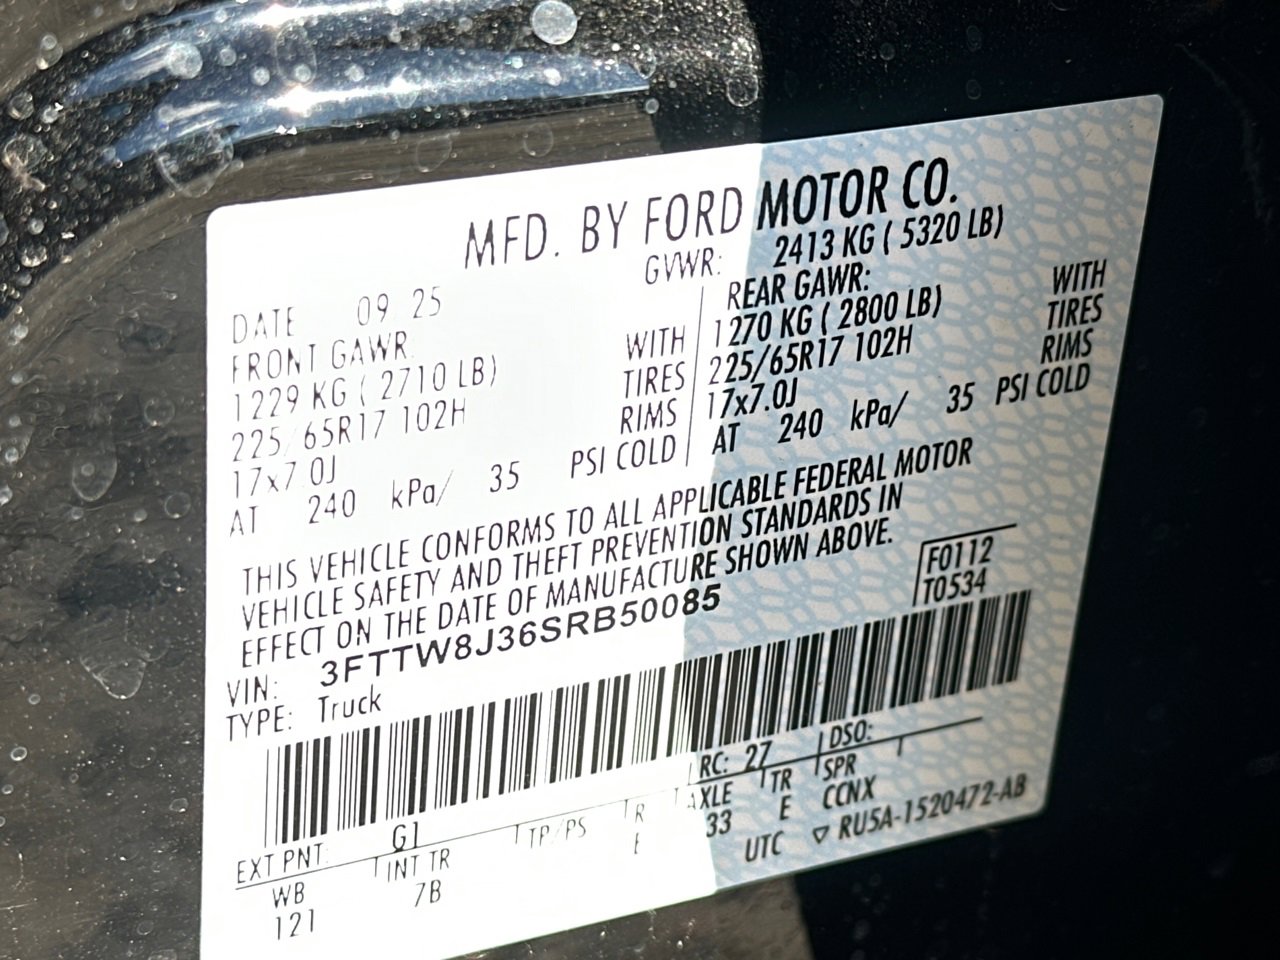 MFD. BY FORD MOTOR CO.
DATE 09 25 GVWR: 2413 KG ( 5320 LB)
FRONT GAWR: REAR GAWR:
1229 KG ( 2710 LB) WITH 1270 KG ( 2800 LB) WITH
225/65R17 102H TIRES 225/65R17 102H TIRES
17x7.0J RIMS 17x7.0J RIMS
AT 240 kPa/ 35 PSI COLD AT 240 kPa/ 35 PSI COLD
THIS VEHICLE CONFORMS TO ALL APPLICABLE FEDERAL MOTOR
VEHICLE SAFETY AND THEFT PREVENTION STANDARDS IN
EFFECT ON THE DATE OF MANUFACTURE SHOWN ABOVE.
VIN: 3FTTW8J36SRB50085 F0112
TYPE: Truck T0534
EXT PNT: G1 RC: 27 DSO:
WB INT TR TP/PS R AXLE TR SPR
121 7B E 33 E CCNX
UTC ▽ RU5A-1520472-AB